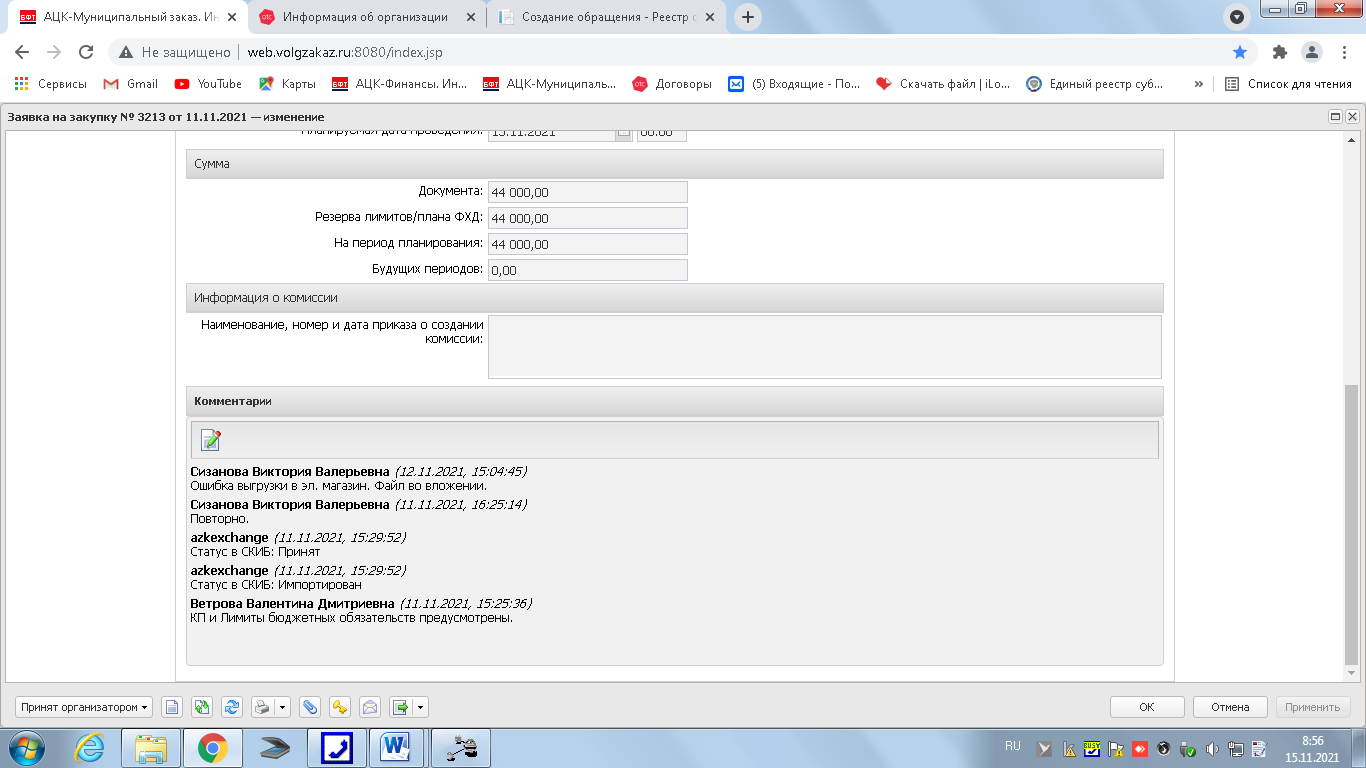 АЦК-Муниципальный заказ. Ин
Информация об организации
Создание обращения - Реестр о
Не защищено
web.volgzakaz.ru:8080/index.jsp
Сервисы
Gmail
YouTube
Карты
БФТ АЦК-Финансы. Ин...
БФТ АЦК-Муниципаль...
Договоры
(5) Входящие - По...
Скачать файл | iLo...
Единый реестр суб...
»
Список для чтения
Заявка на закупку № 3213 от 11.11.2021 —изменение
Планируемая дата проведения: 15.11.2021 00:00
Сумма
Документа: 44 000,00
Резерва лимитов/плана ФХД: 44 000,00
На период планирования: 44 000,00
Будущих периодов: 0,00
Информация о комиссии
Наименование, номер и дата приказа о создании
комиссии:
Комментарии
Сизанова Виктория Валерьевна (12.11.2021, 15:04:45)
Ошибка выгрузки в эл. магазин. Файл во вложении.
Сизанова Виктория Валерьевна (11.11.2021, 16:25:14)
Повторно.
azkexchange (11.11.2021, 15:29:52)
Статус в СКИБ: Принят
azkexchange (11.11.2021, 15:29:52)
Статус в СКИБ: Импортирован
Ветрова Валентина Дмитриевна (11.11.2021, 15:25:36)
КП и Лимиты бюджетных обязательств предусмотрены.
Принят организатором
ОК
Отмена
Применить
RU
BUSY
8:56
15.11.2021